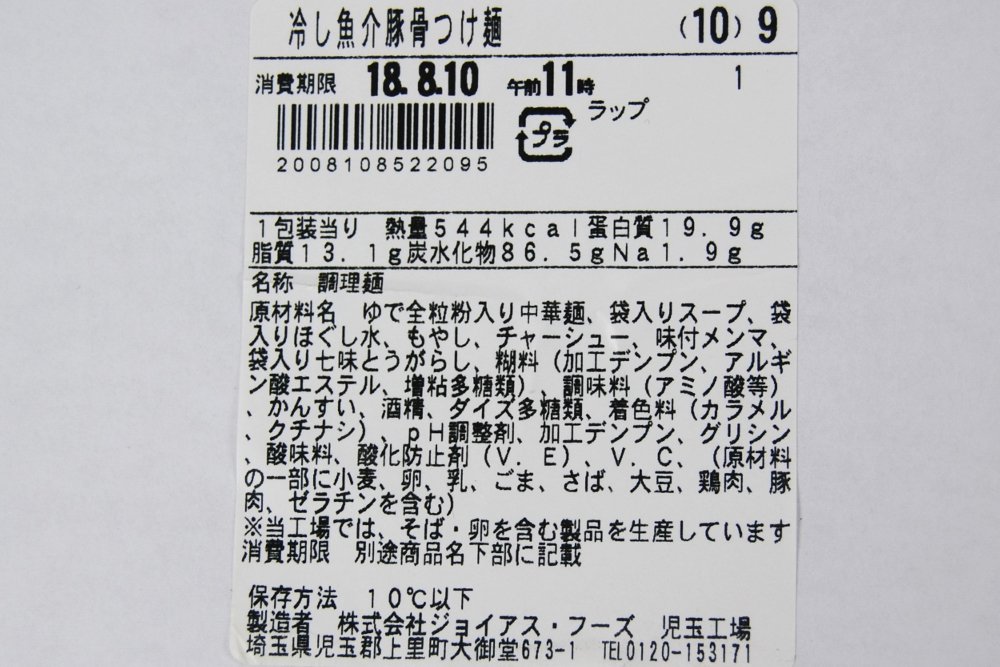 冷し魚介豚骨つけ麺 (10) 9
消費期限 18.8.10 午前11時 1
プラ ラップ
2008108522095
1包装当り 熱量544kcal蛋白質19.9g
脂質13.1g炭水化物86.5gNa1.9g
名称 調理麺
原材料名 ゆで全粒粉入り中華麺、袋入りスープ、袋
入りほぐし水、もやし、チャーシュー、味付メンマ、
袋入り七味とうがらし、糊料（加工デンプン、アルギ
ン酸エステル、増粘多糖類）、調味料（アミノ酸等）
、かんすい、酒精、ダイズ多糖類、着色料（カラメル
、クチナシ）、pH調整剤、加工デンプン、グリシン
、酸味料、酸化防止剤（V.E）、V.C、（原材料
の一部に小麦、卵、乳、ごま、さば、大豆、鶏肉、豚
肉、ゼラチンを含む）
※当工場では、そば・卵を含む製品を生産しています
消費期限 別途商品名下部に記載
保存方法 10℃以下
製造者 株式会社ジョイアス・フーズ 児玉工場
埼玉県児玉郡上里町大御堂673-1 TEL0120-153171